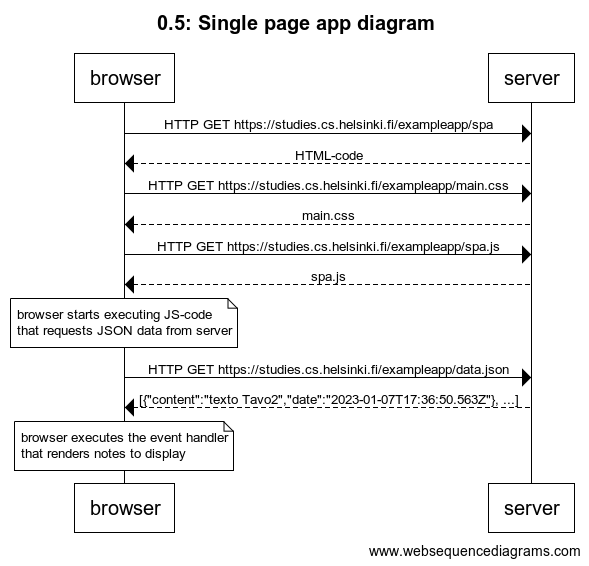 0.5: Single page app diagram
browser
server
HTTP GET https://studies.cs.helsinki.fi/exampleapp/spa
HTML-code
HTTP GET https://studies.cs.helsinki.fi/exampleapp/main.css
main.css
HTTP GET https://studies.cs.helsinki.fi/exampleapp/spa.js
spa.js
browser starts executing JS-code
that requests JSON data from server
HTTP GET https://studies.cs.helsinki.fi/exampleapp/data.json
[{"content":"texto Tavo2","date":"2023-01-07T17:36:50.563Z"}, ...]
browser executes the event handler
that renders notes to display
browser
server
www.websequencediagrams.com